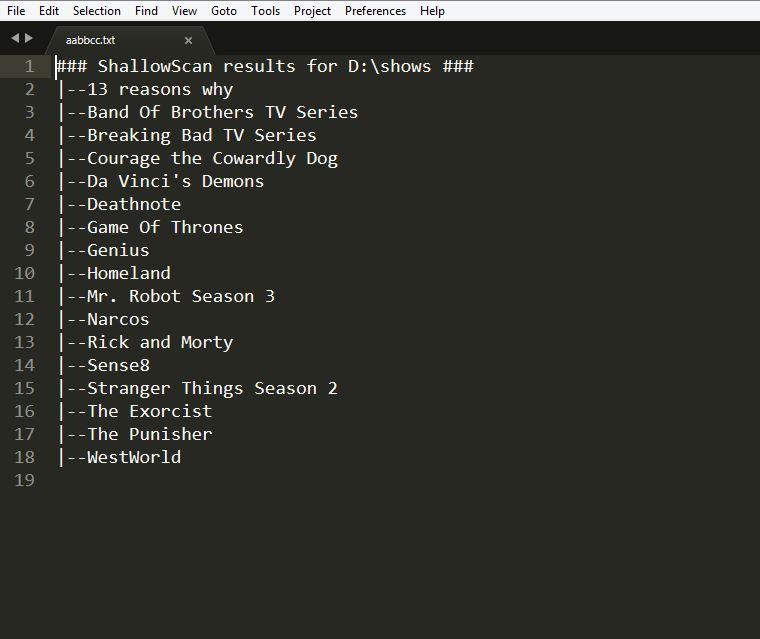 File Edit Selection Find View Goto Tools Project Preferences Help
aabbcc.txt ×
1 ### ShallowScan results for D:\shows ###
2 |--13 reasons why
3 |--Band Of Brothers TV Series
4 |--Breaking Bad TV Series
5 |--Courage the Cowardly Dog
6 |--Da Vinci's Demons
7 |--Deathnote
8 |--Game Of Thrones
9 |--Genius
10 |--Homeland
11 |--Mr. Robot Season 3
12 |--Narcos
13 |--Rick and Morty
14 |--Sense8
15 |--Stranger Things Season 2
16 |--The Exorcist
17 |--The Punisher
18 |--WestWorld
19